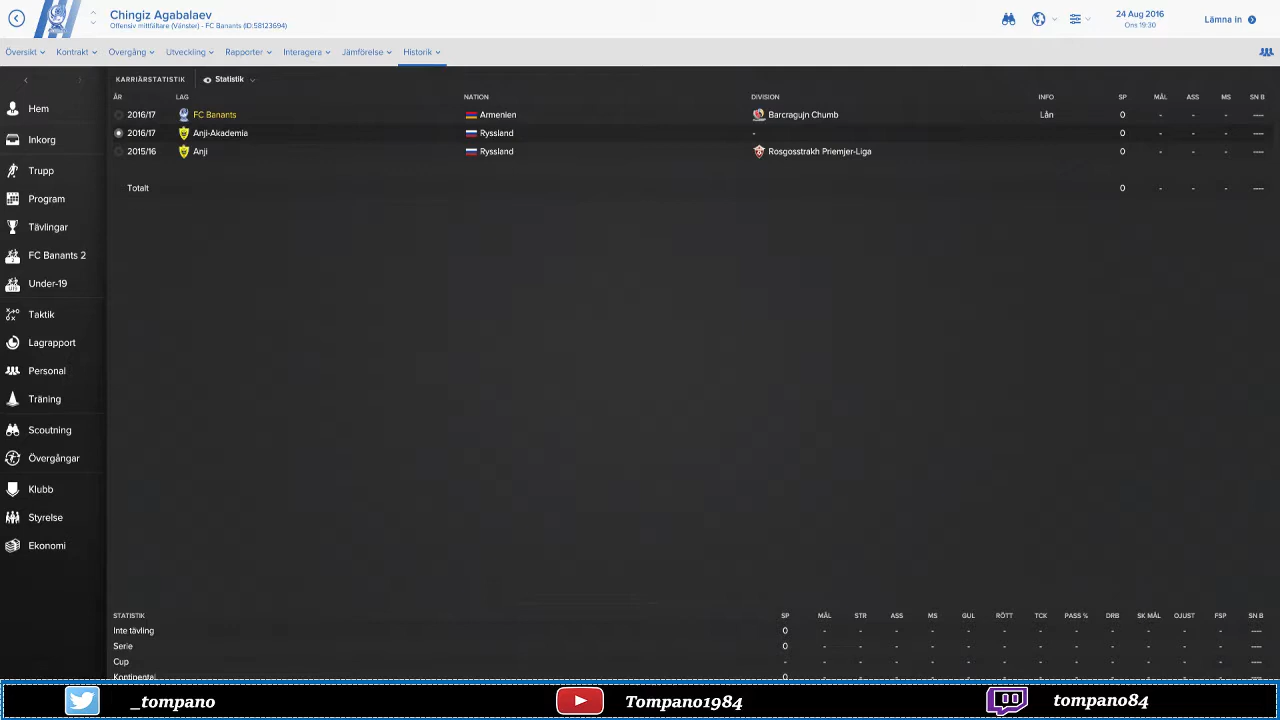 Chingiz Agabalaev
Offensiv mittfältare (Vänster) - FC Banants (ID:58123694)
24 Aug 2016
Ons 19:30
Lämna in
Översikt
Kontrakt
Övergång
Utveckling
Rapporter
Interagera
Jämförelse
Historik
KARRIÄRSTATISTIK
Statistik
ÅR LAG NATION DIVISION INFO SP MÅL ASS MS SN B
2016/17 FC Banants Armenien Barcragujn Chumb Lån 0 - - - ----
2016/17 Anji-Akademia Ryssland - 0 - - - ----
2015/16 Anji Ryssland Rosgosstrakh Priemjer-Liga 0 - - - ----
Totalt 0 - - - ----
Hem
Inkorg
Trupp
Program
Tävlingar
FC Banants 2
Under-19
Taktik
Lagrapport
Personal
Träning
Scoutning
Övergångar
Klubb
Styrelse
Ekonomi
STATISTIK SP MÅL STR ASS MS GUL RÖTT TCK PASS % DRB SK MÅL OJUST FSP SN B
Inte tävling 0 - - - - - - - - - - - - ----
Serie 0 - - - - - - - - - - - - ----
Cup - - - - - - - - - - - - - ----
Kontinental 0 - - - - - - - - - - - - ----
_tompano
Tompano1984
tompano84